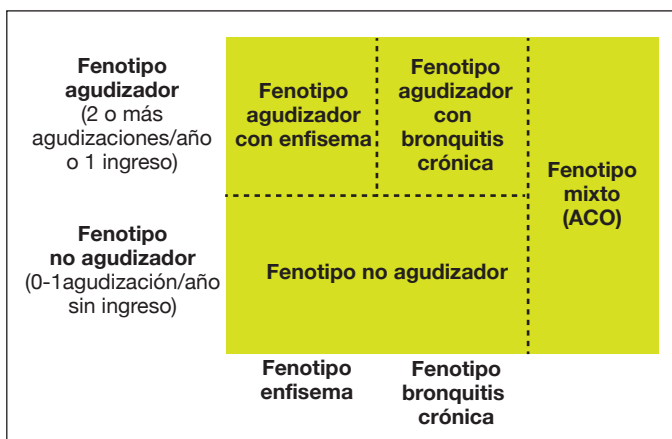 Fenotipo
agudizador
(2 o más
agudizaciones/año
o 1 ingreso)
Fenotipo
agudizador
con enfisema
Fenotipo
agudizador
con
bronquitis
crónica
Fenotipo
mixto
(ACO)
Fenotipo
no agudizador
(0-1agudización/año
sin ingreso)
Fenotipo no agudizador
Fenotipo
enfisema
Fenotipo
bronquitis
crónica